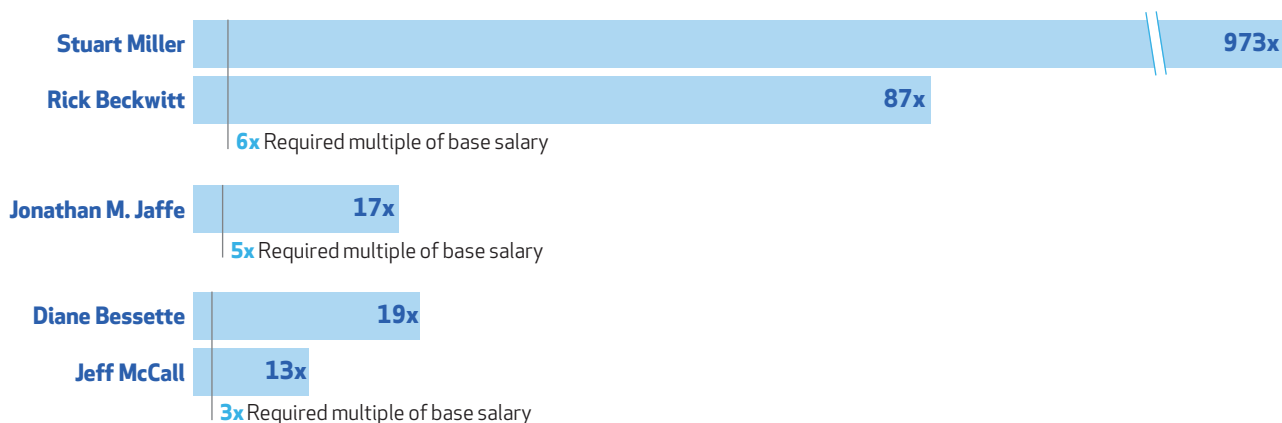 Stuart Miller 973x
Rick Beckwitt 87x
6x Required multiple of base salary
Jonathan M. Jaffe 17x
5x Required multiple of base salary
Diane Bessette 19x
Jeff McCall 13x
3x Required multiple of base salary